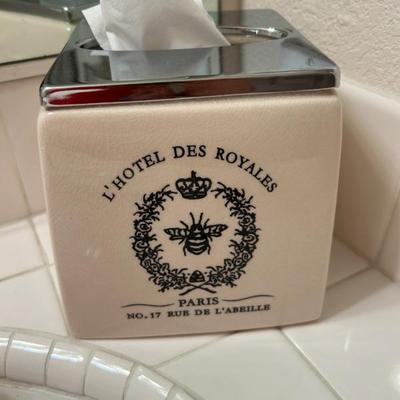 L'HOTEL DES ROYALES
PARIS
NO. 17 RUE DE L'ABEILLE